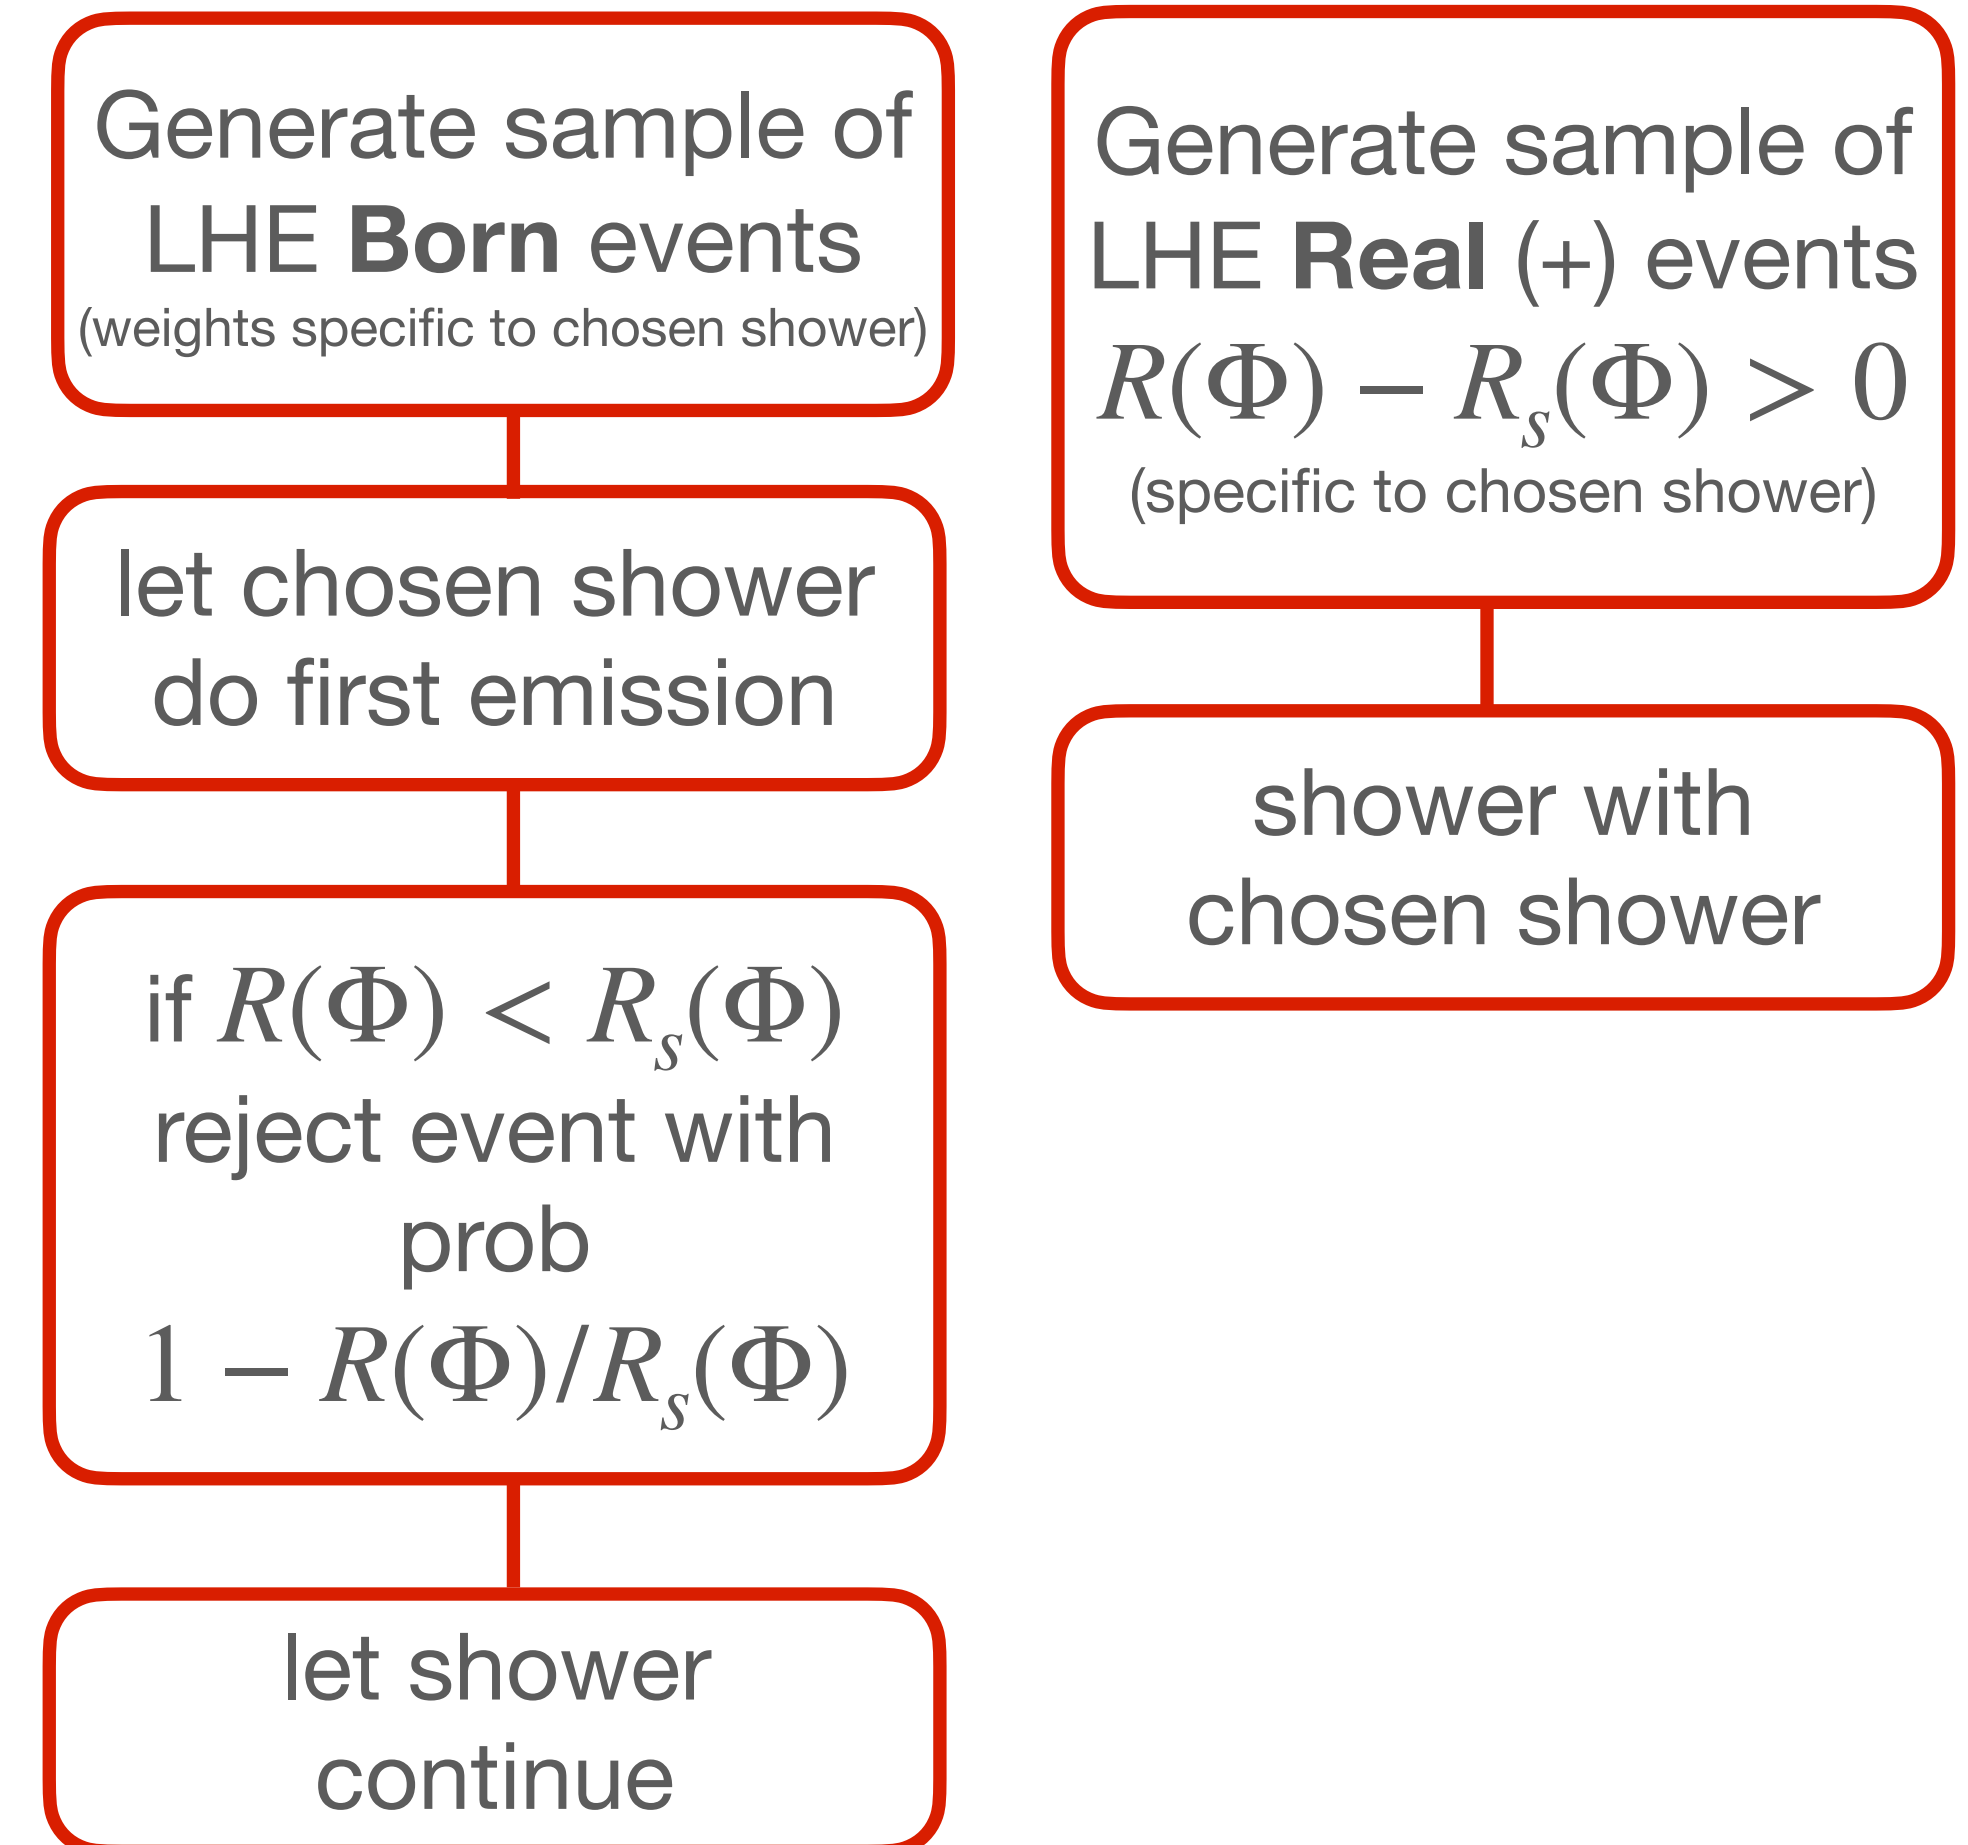 Generate sample of
LHE Born events
(weights specific to chosen shower)
let chosen shower
do first emission
if R(Φ) < Rₛ(Φ)
reject event with
prob
1 − R(Φ)/Rₛ(Φ)
let shower
continue
Generate sample of
LHE Real (+) events
R(Φ) − Rₛ(Φ) > 0
(specific to chosen shower)
shower with
chosen shower